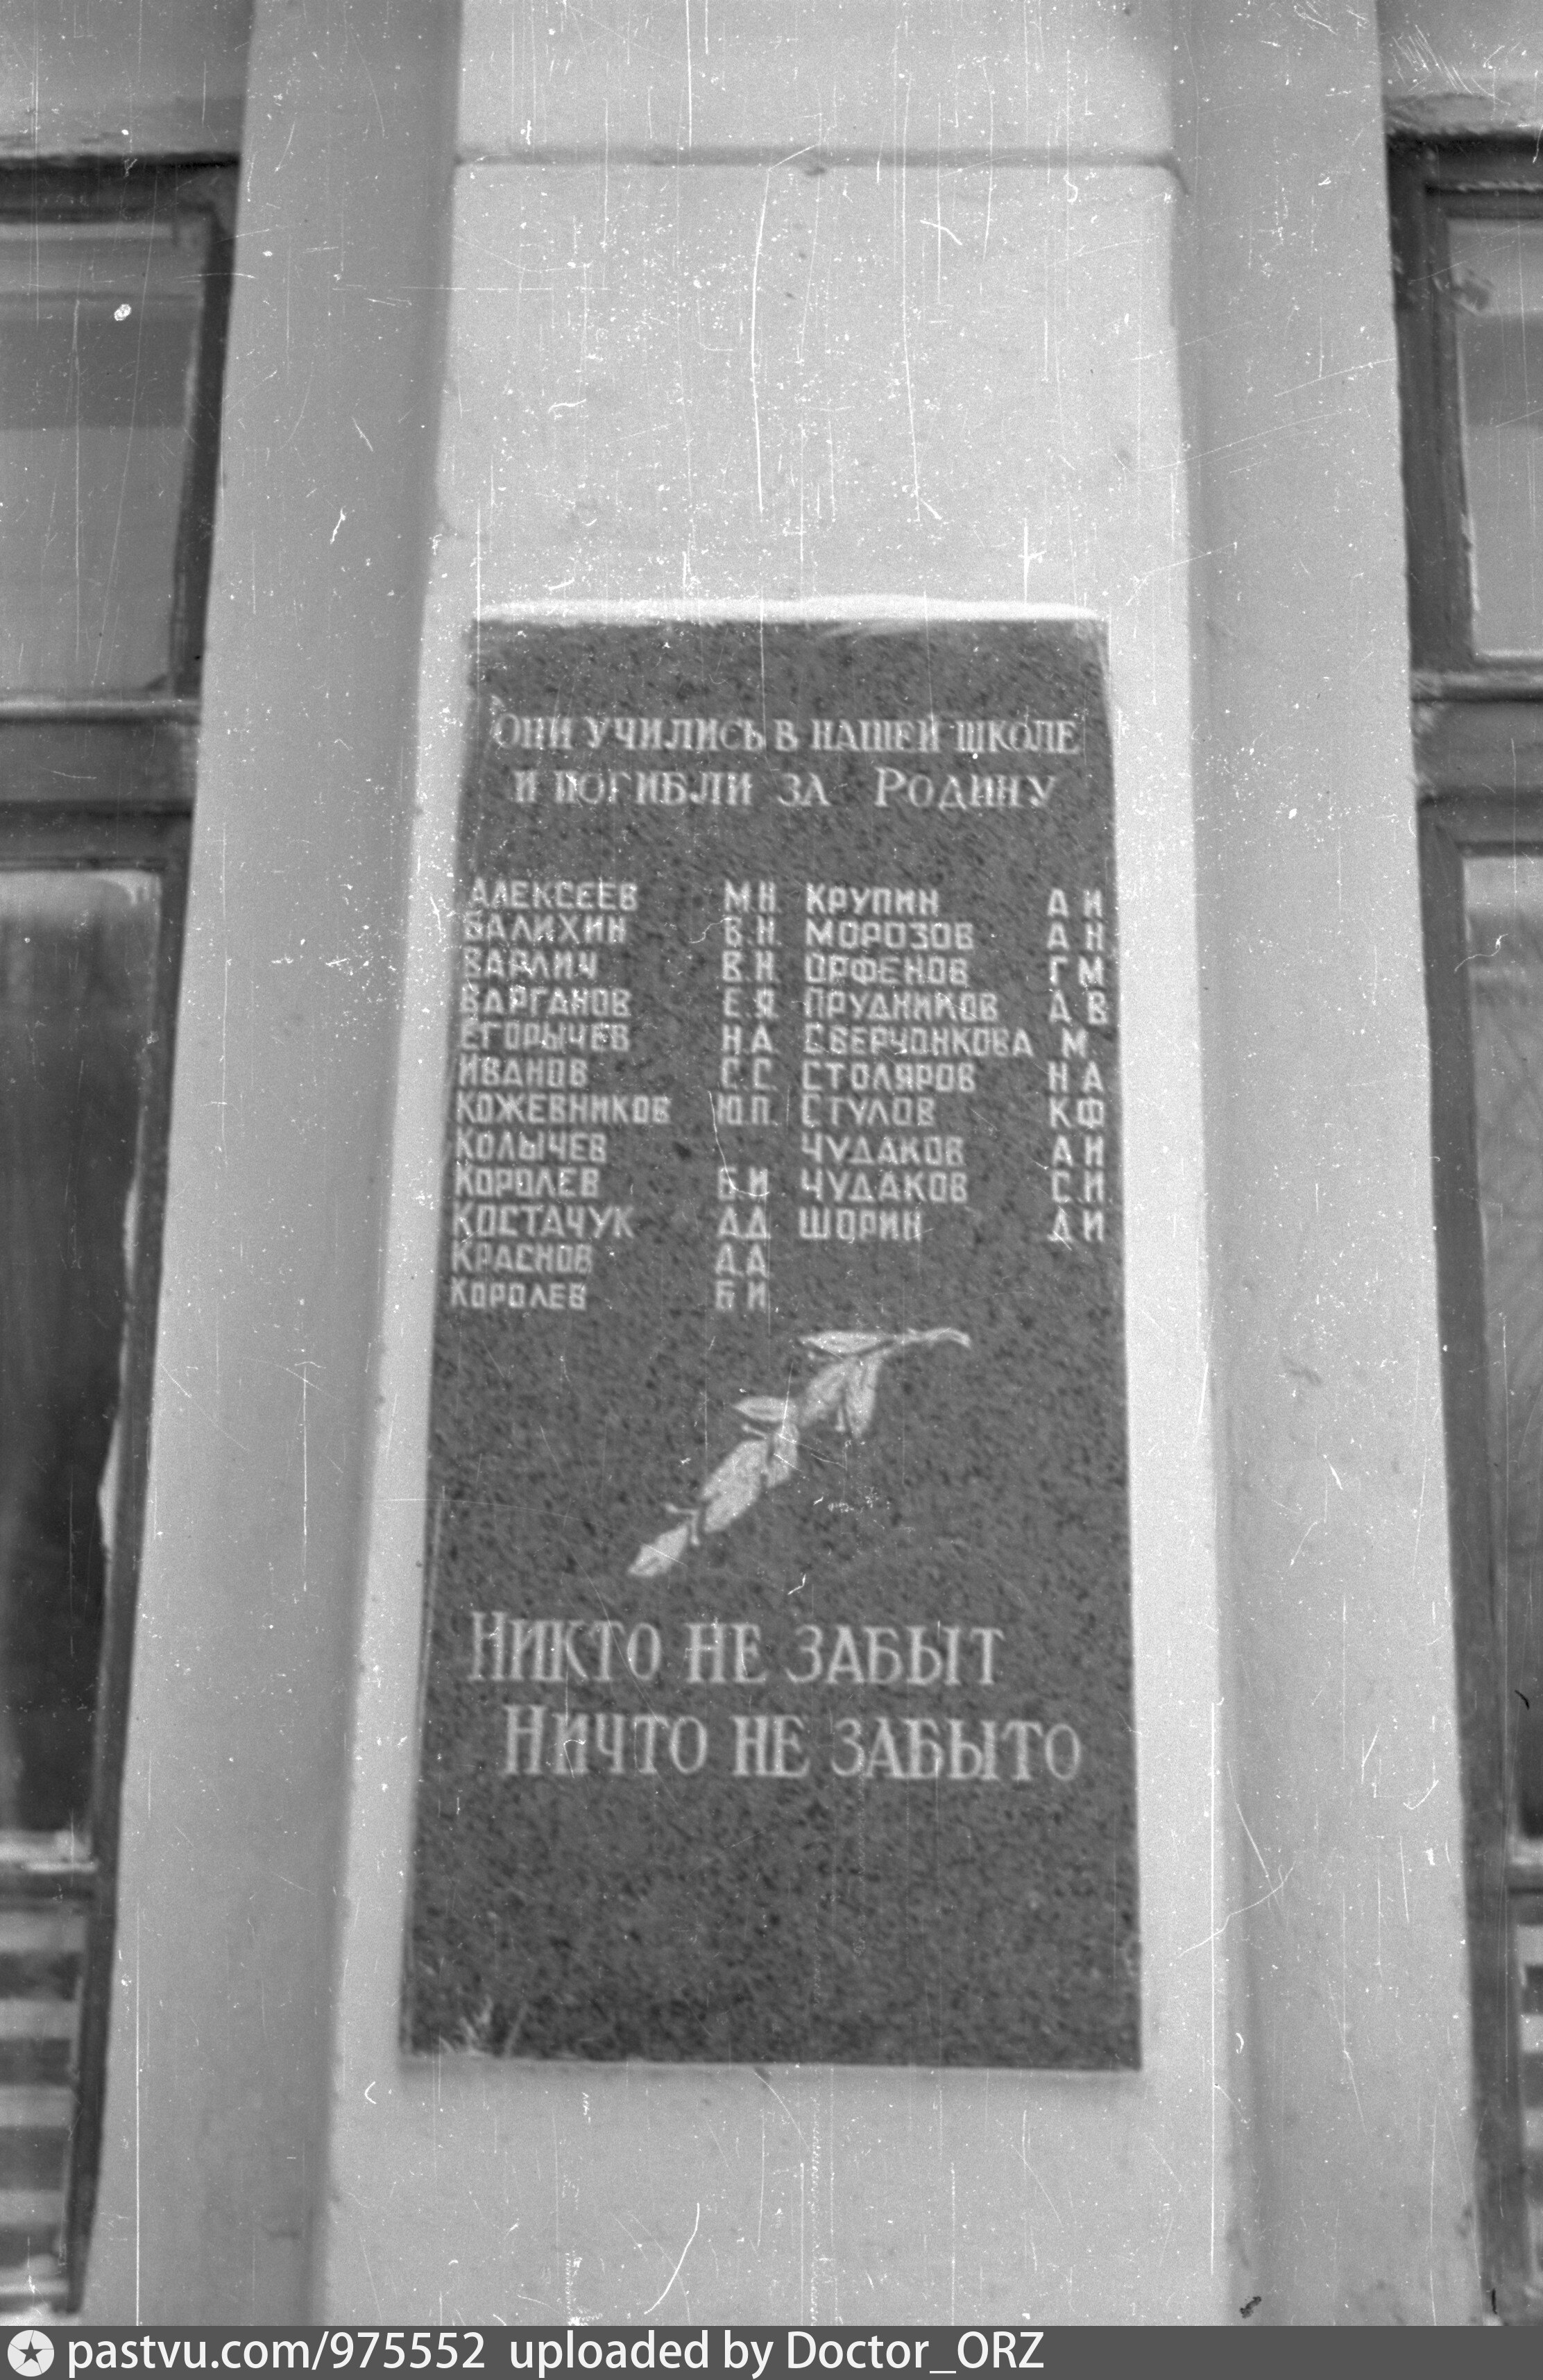 Они учились в нашей школе
и погибли за Родину
АЛЕКСЕЕВ М.Н.
БАЛИХИН В.Н.
ВАРЛИЧ В.Н.
ВАРГАНОВ Е.Я.
ЕГОРЫЧЕВ Н.А.
ИВАНОВ С.С.
КОЖЕВНИКОВ Ю.П.
КОЛЫЧЕВ
КОРОЛЕВ Б.И.
КОСТАЧУК Д.Д.
КРАСНОВ А.А.
КОРОЛЕВ Б И
КРУПИН А И
МОРОЗОВ А Н
ОРФЕНОВ Г М
ПРУДНИКОВ А В
СВЕРЧОНКОВА М.
СТОЛЯРОВ Н А
СТУЛОВ К Ф
ЧУДАКОВ А И
ЧУДАКОВ С.И.
ШОРИН Д И
Никто не забыт
Ничто не забыто
pastvu.com/975552 uploaded by Doctor_ORZ